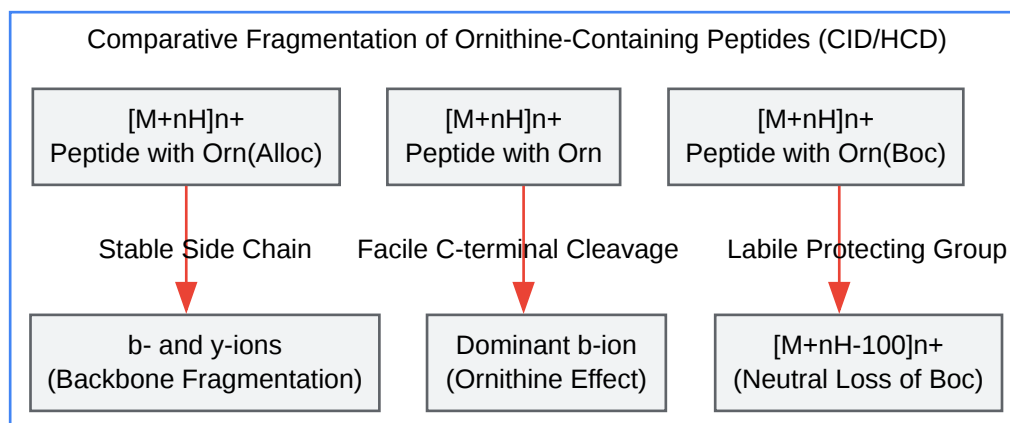 Comparative Fragmentation of Ornithine-Containing Peptides (CID/HCD)
[M+nH]n+
Peptide with Orn(Alloc)
[M+nH]n+
Peptide with Orn
[M+nH]n+
Peptide with Orn(Boc)
Stable Side Chain
Facile C-terminal Cleavage
Labile Protecting Group
b- and y-ions
(Backbone Fragmentation)
Dominant b-ion
(Ornithine Effect)
[M+nH-100]n+
(Neutral Loss of Boc)